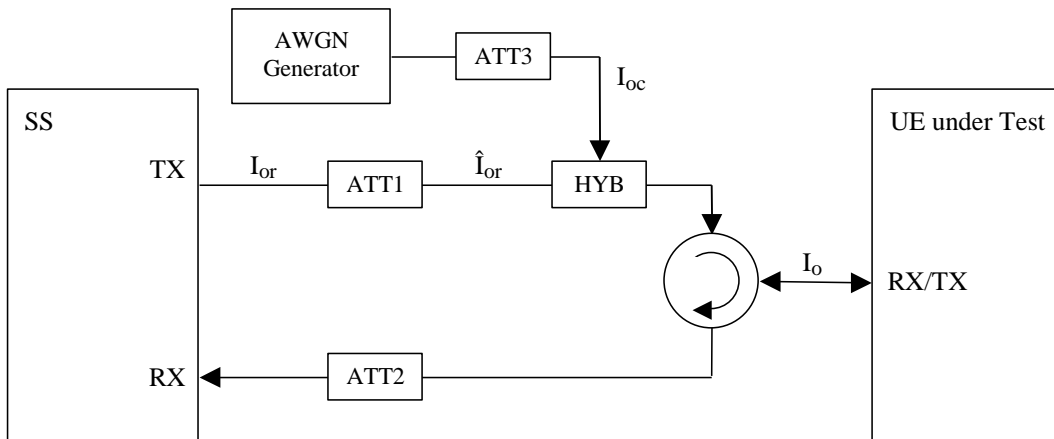 AWGN
Generator
ATT3
I_oc
SS
UE under Test
TX
I_or
ATT1
Î_or
HYB
I_o
RX/TX
RX
ATT2